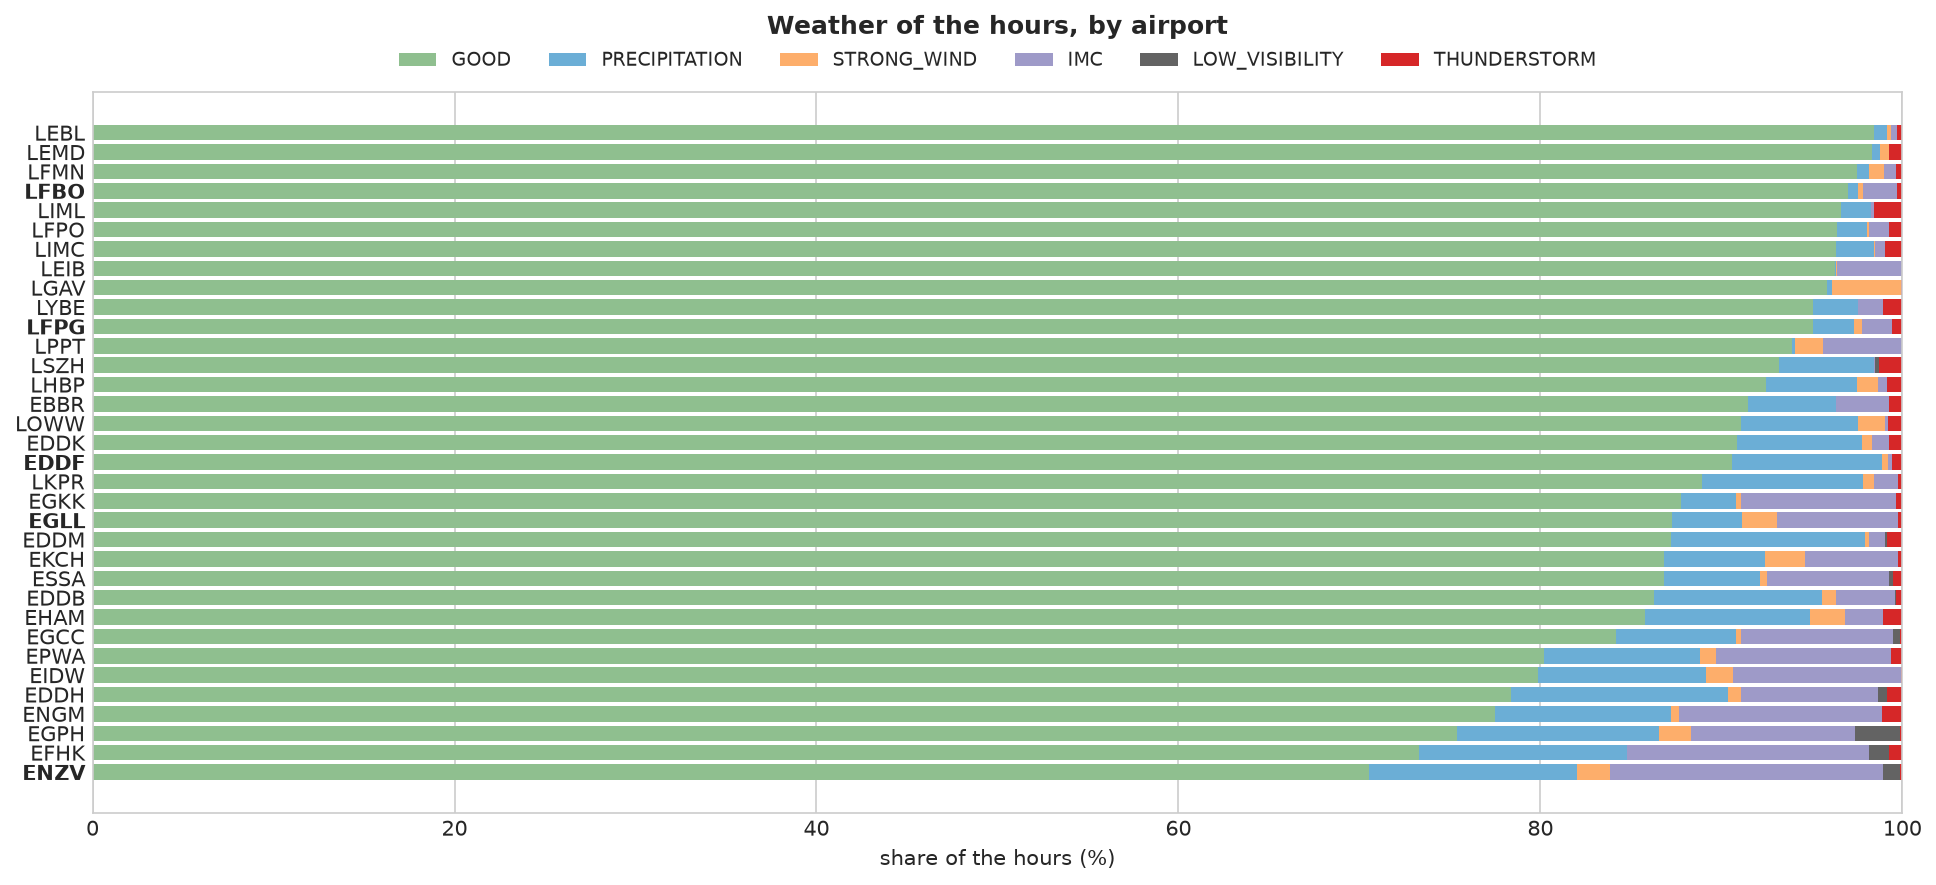 Weather of the hours, by airport
GOOD PRECIPITATION STRONG_WIND IMC LOW_VISIBILITY THUNDERSTORM
LEBL
LEMD
LFMN
LFBO
LIML
LFPO
LIMC
LEIB
LGAV
LYBE
LFPG
LPPT
LSZH
LHBP
EBBR
LOWW
EDDK
EDDF
LKPR
EGKK
EGLL
EDDM
EKCH
ESSA
EDDB
EHAM
EGCC
EPWA
EIDW
EDDH
ENGM
EGPH
EFHK
ENZV
0 20 40 60 80 100
share of the hours (%)